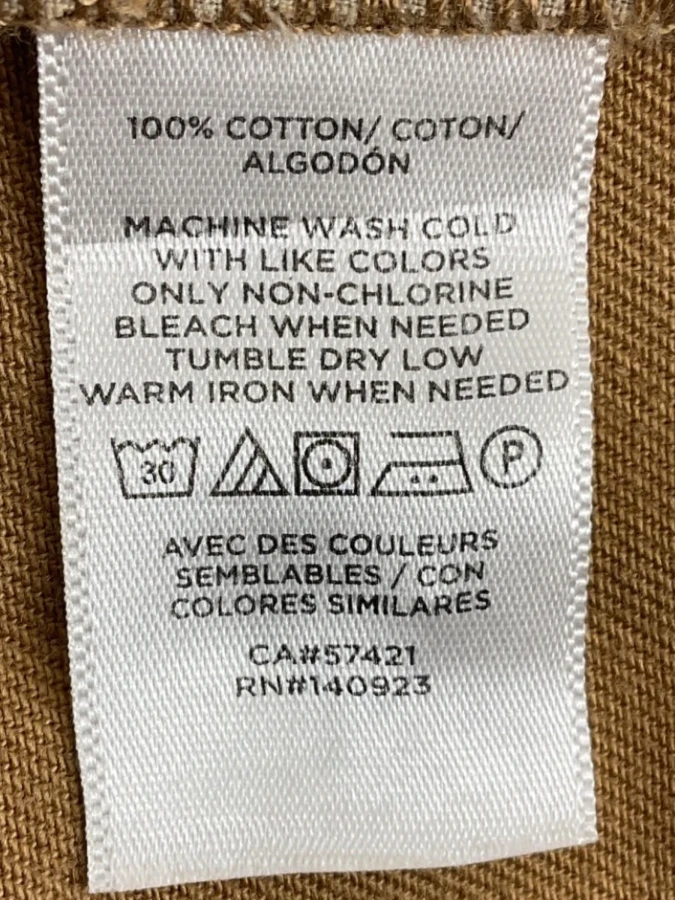 100% COTTON/ COTON/
ALGODÓN
MACHINE WASH COLD
WITH LIKE COLORS
ONLY NON-CHLORINE
BLEACH WHEN NEEDED
TUMBLE DRY LOW
WARM IRON WHEN NEEDED
30 P
AVEC DES COULEURS
SEMBLABLES / CON
COLORES SIMILARES
CA#57421
RN#140923